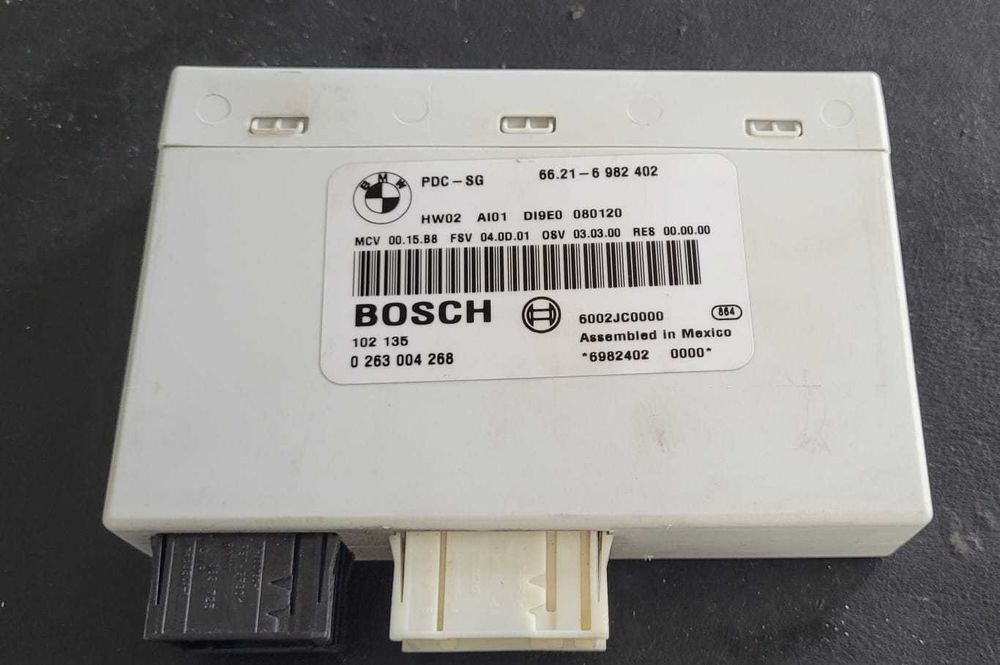 BMW
PDC-SG 66.21-6 982 402
HW02 AI01 DI9E0 080120
MCV 00.15.B8 FSV 04.0D.01 OSV 03.03.00 RES 00.00.00
BOSCH
6002JC0000 864
102 135 Assembled in Mexico
0 263 004 268 *6982402 0000*